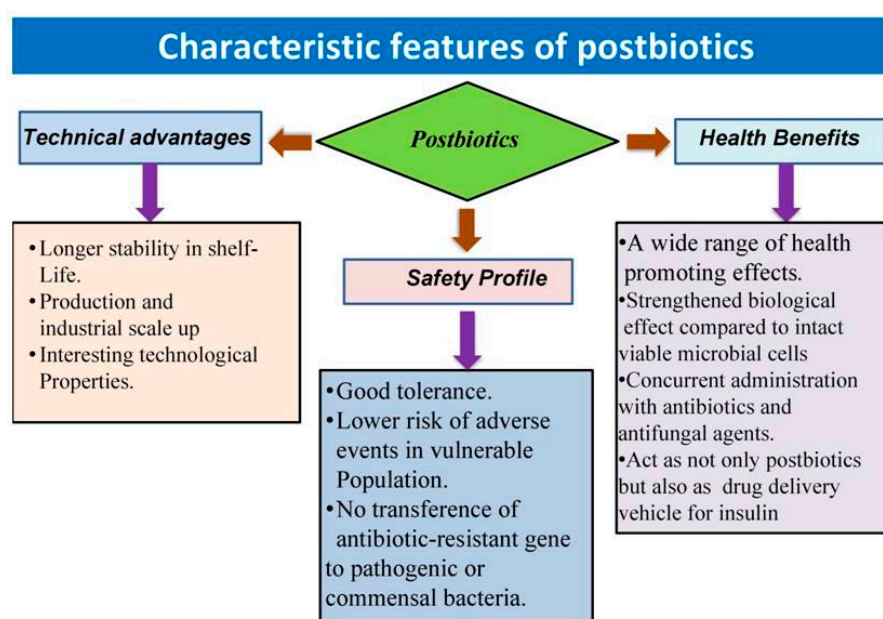 Characteristic features of postbiotics
Technical advantages
Postbiotics
Health Benefits
•Longer stability in shelf-
Life.
•Production and
industrial scale up
•Interesting technological
Properties.
Safety Profile
•Good tolerance.
•Lower risk of adverse
events in vulnerable
Population.
•No transference of
antibiotic-resistant gene
to pathogenic or
commensal bacteria.
•A wide range of health
promoting effects.
•Strengthened biological
effect compared to intact
viable microbial cells
•Concurrent administration
with antibiotics and
antifungal agents.
•Act as not only postbiotics
but also as drug delivery
vehicle for insulin